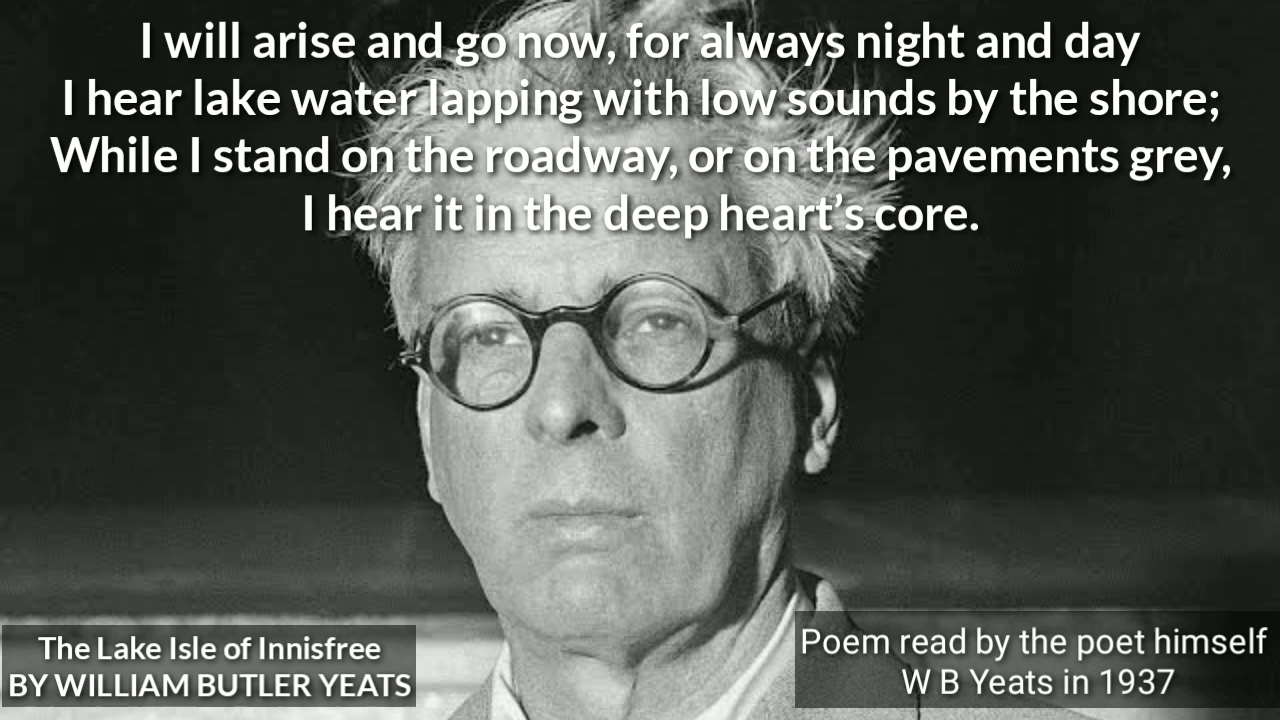 I will arise and go now, for always night and day
I hear lake water lapping with low sounds by the shore;
While I stand on the roadway, or on the pavements grey,
I hear it in the deep heart’s core.
The Lake Isle of Innisfree
BY WILLIAM BUTLER YEATS
Poem read by the poet himself
W B Yeats in 1937